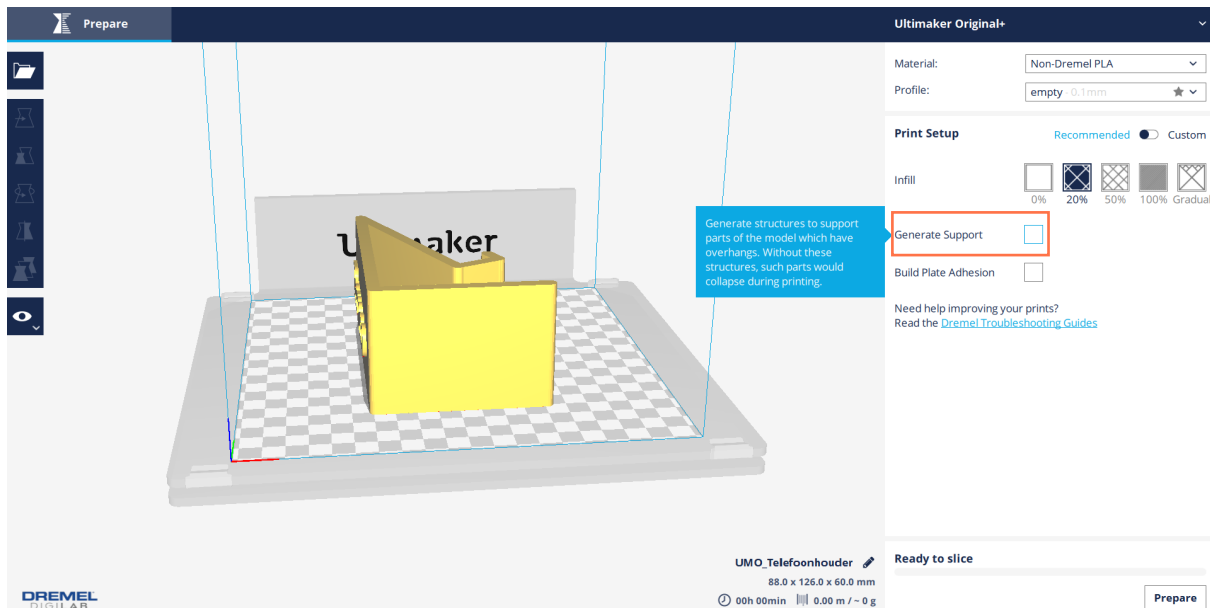 Prepare
Ultimaker Original+
Material:
Non-Dremel PLA
Profile:
empty - 0.1mm
Print Setup
Recommended
Custom
Infill
0%
20%
50%
100%
Gradual
Generate structures to support
parts of the model which have
overhangs. Without these
structures, such parts would
collapse during printing.
Generate Support
Build Plate Adhesion
Need help improving your prints?
Read the Dremel Troubleshooting Guides
UMO_Telefoonhouder
88.0 x 126.0 x 60.0 mm
00h 00min
0.00 m / ~ 0 g
Ready to slice
Prepare
DREMEL
DIGILAB